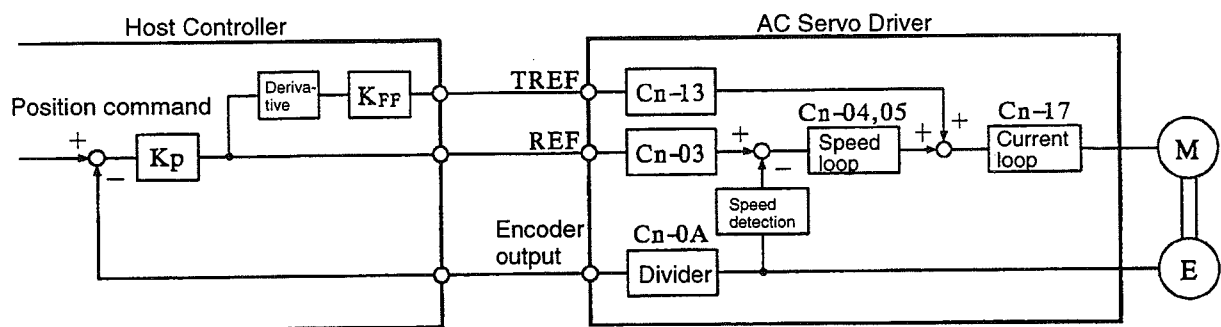 Host Controller
AC Servo Driver
Deriva-
tive
K_FF
TREF
Cn-13
Position command
+
−
Kp
REF
Cn-03
+
−
Cn-04,05
Speed
loop
+
+
Cn-17
Current
loop
M
Speed
detection
Encoder
output
Cn-0A
Divider
E